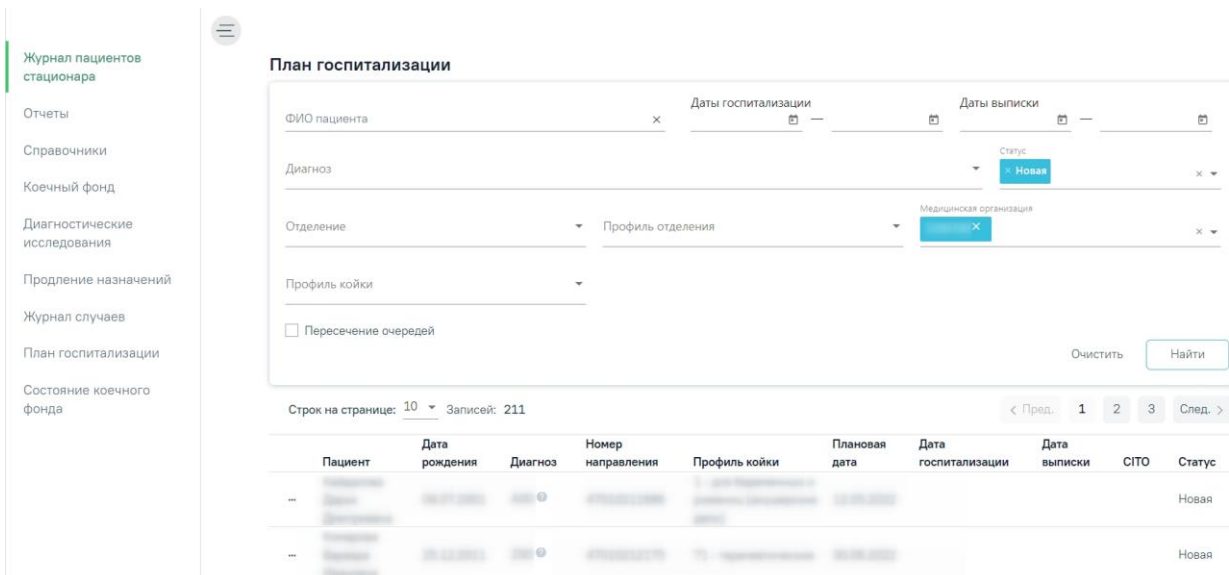 Журнал пациентов
стационара
Отчеты
Справочники
Коечный фонд
Диагностические
исследования
Продление назначений
Журнал случаев
План госпитализации
Состояние коечного
фонда
План госпитализации
ФИО пациента ×
Даты госпитализации
—
Даты выписки
—
Диагноз
Статус
× Новая ×
Отделение
Профиль отделения
Медицинская организация
× ×
Профиль койки
Пересечение очередей
Очистить Найти
Строк на странице: 10 Записей: 211
< Пред. 1 2 3 След. >
Пациент Дата рождения Диагноз Номер направления Профиль койки Плановая дата Дата госпитализации Дата выписки CITO Статус
... Новая
... Новая